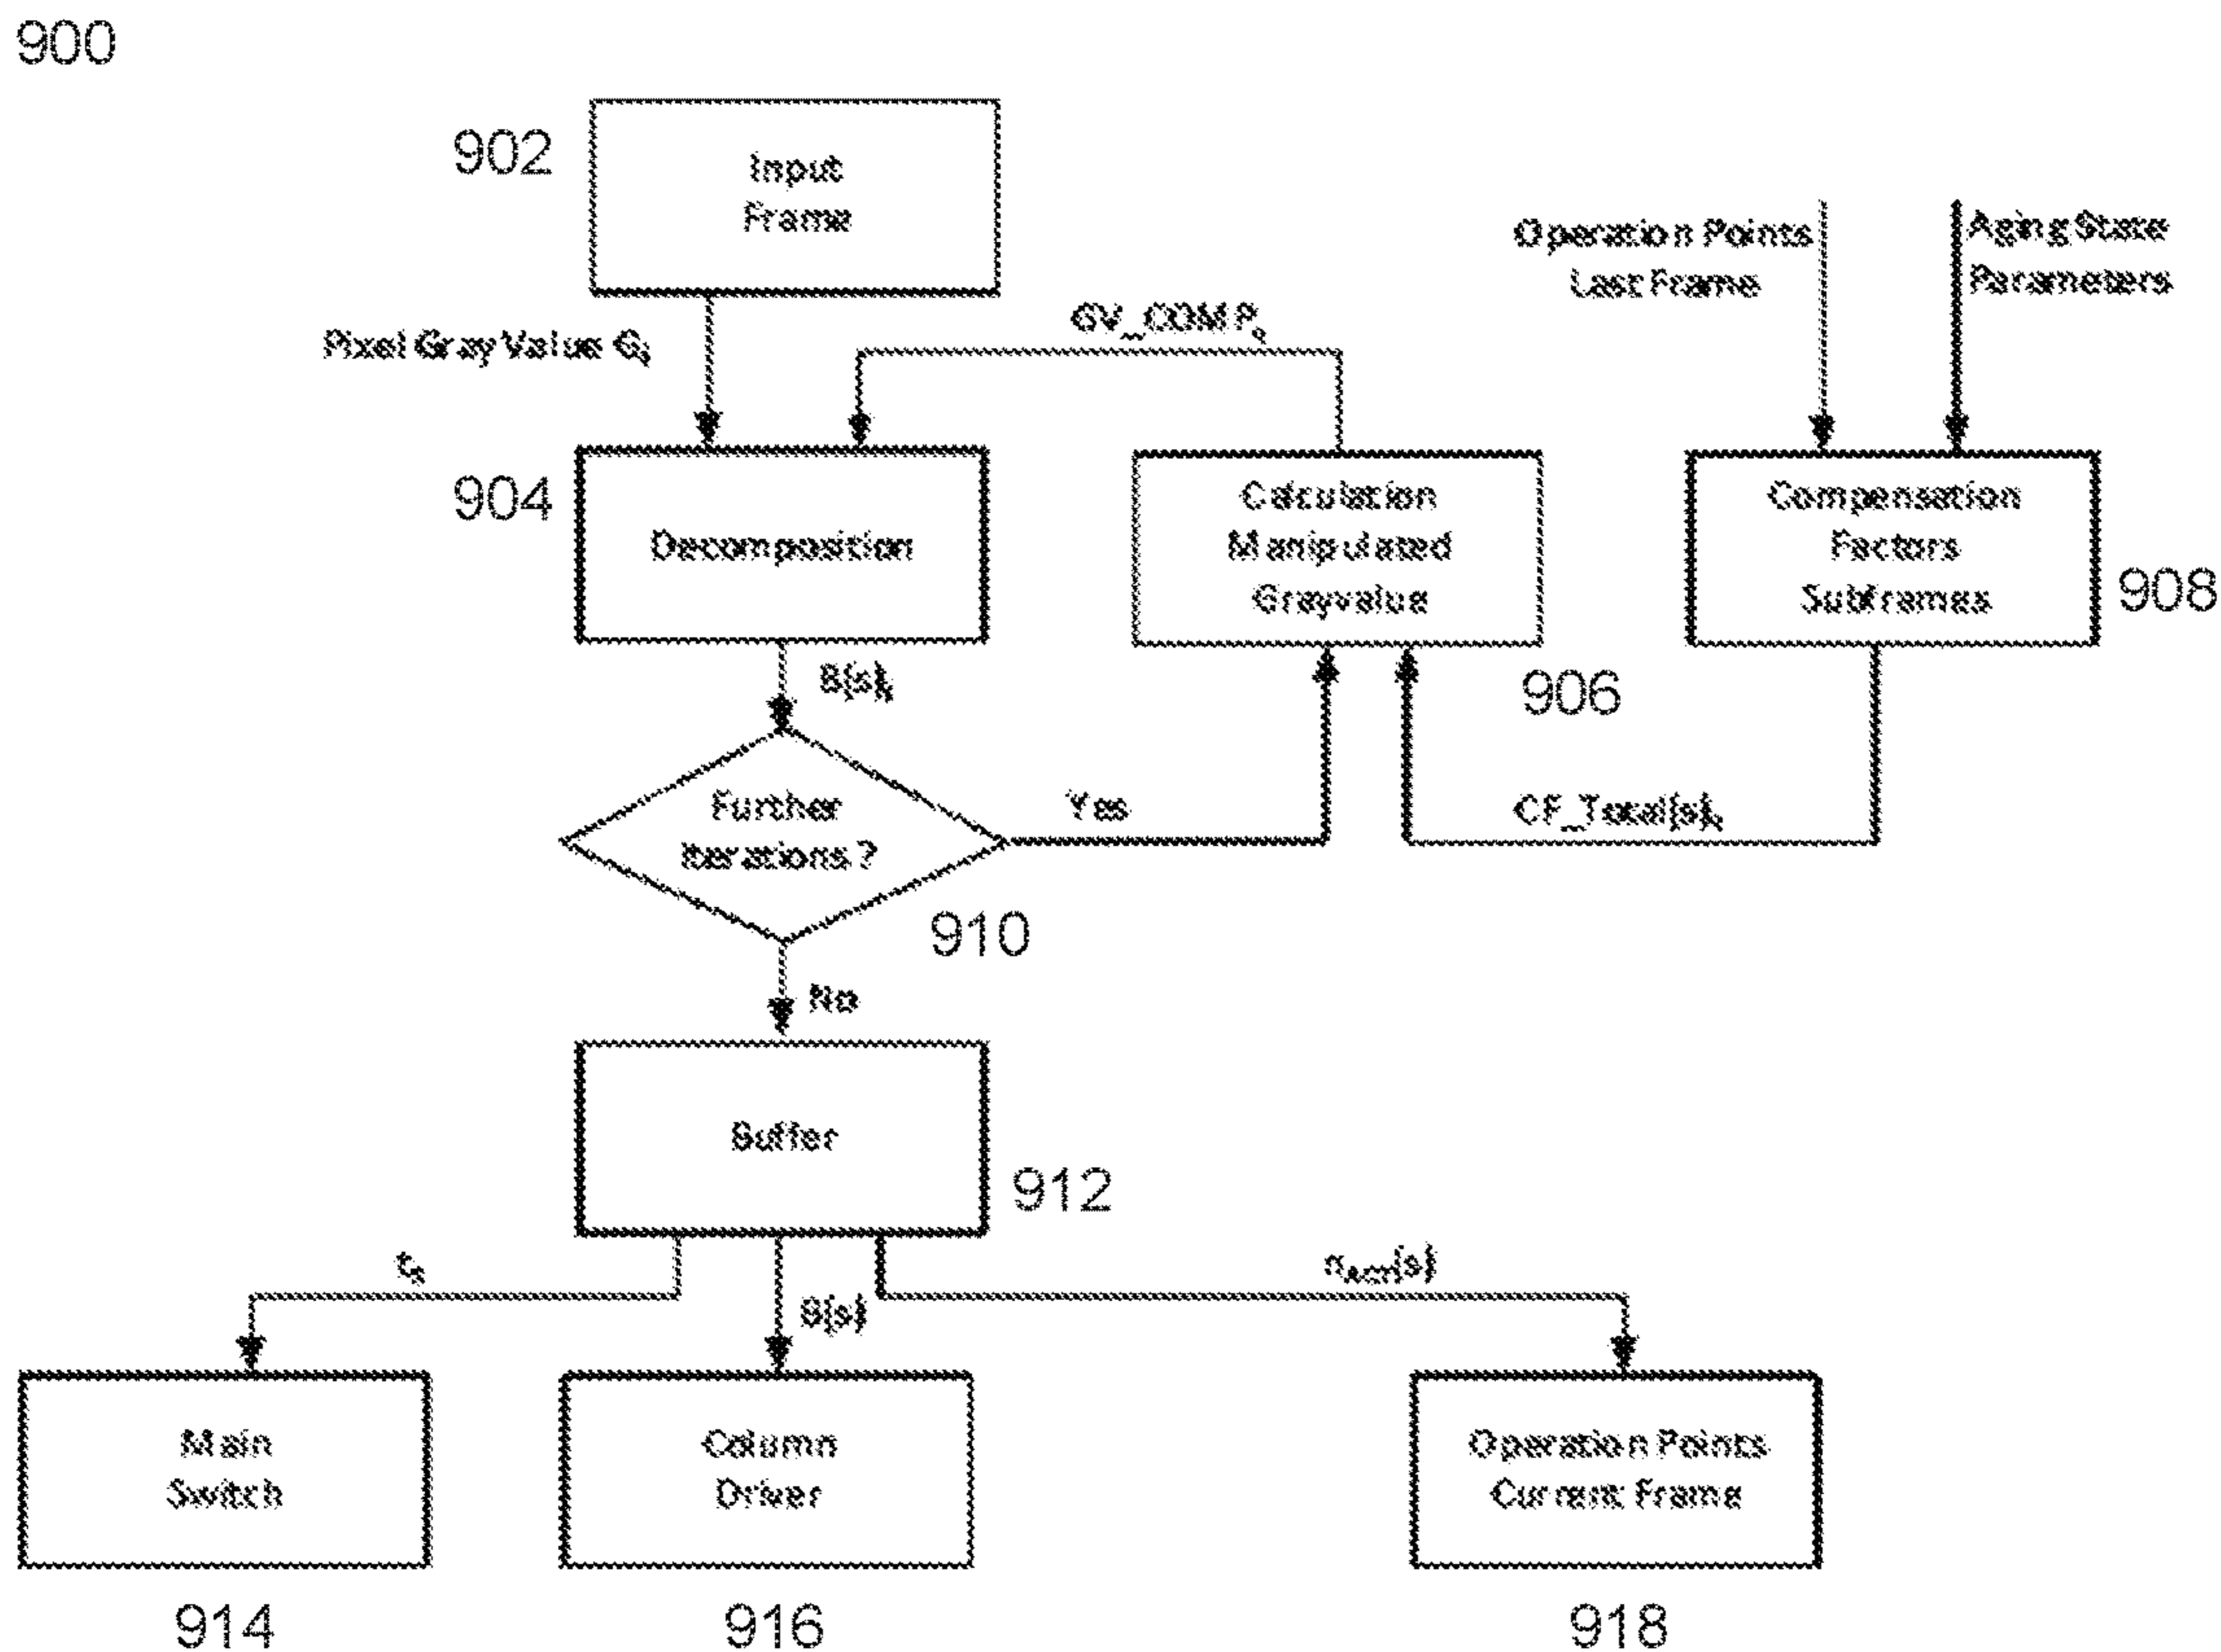 900
902
Input
Frame
Operation Points
Last Frame
Aging State
Parameters
Pixel Gray Value
904
Decomposition
Calculation
Manipulated
Grayvalue
906
Compensation
Factors
Subframes
908
Further
Iterations?
910
Yes
No
Buffer
912
B[s]
Main
Switch
914
Column
Driver
916
Operation Points
Current Frame
918